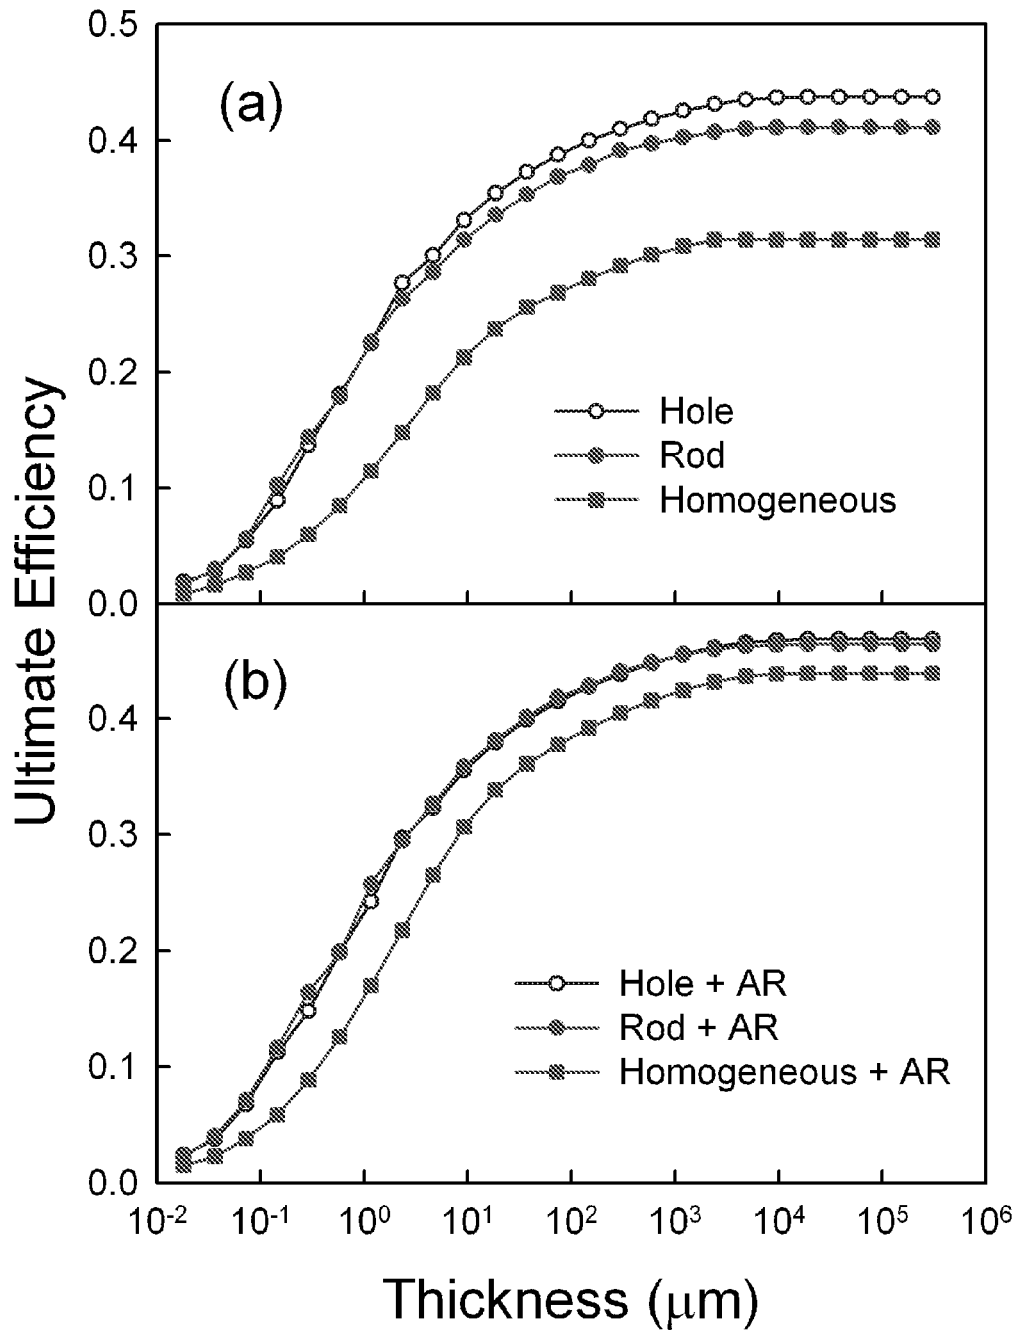 0.5
(a)
0.4
0.3
0.2
0.1
0.0
Hole
Rod
Homogeneous
Ultimate Efficiency
(b)
0.4
0.3
0.2
0.1
0.0
Hole + AR
Rod + AR
Homogeneous + AR
10⁻² 10⁻¹ 10⁰ 10¹ 10² 10³ 10⁴ 10⁵ 10⁶
Thickness (μm)